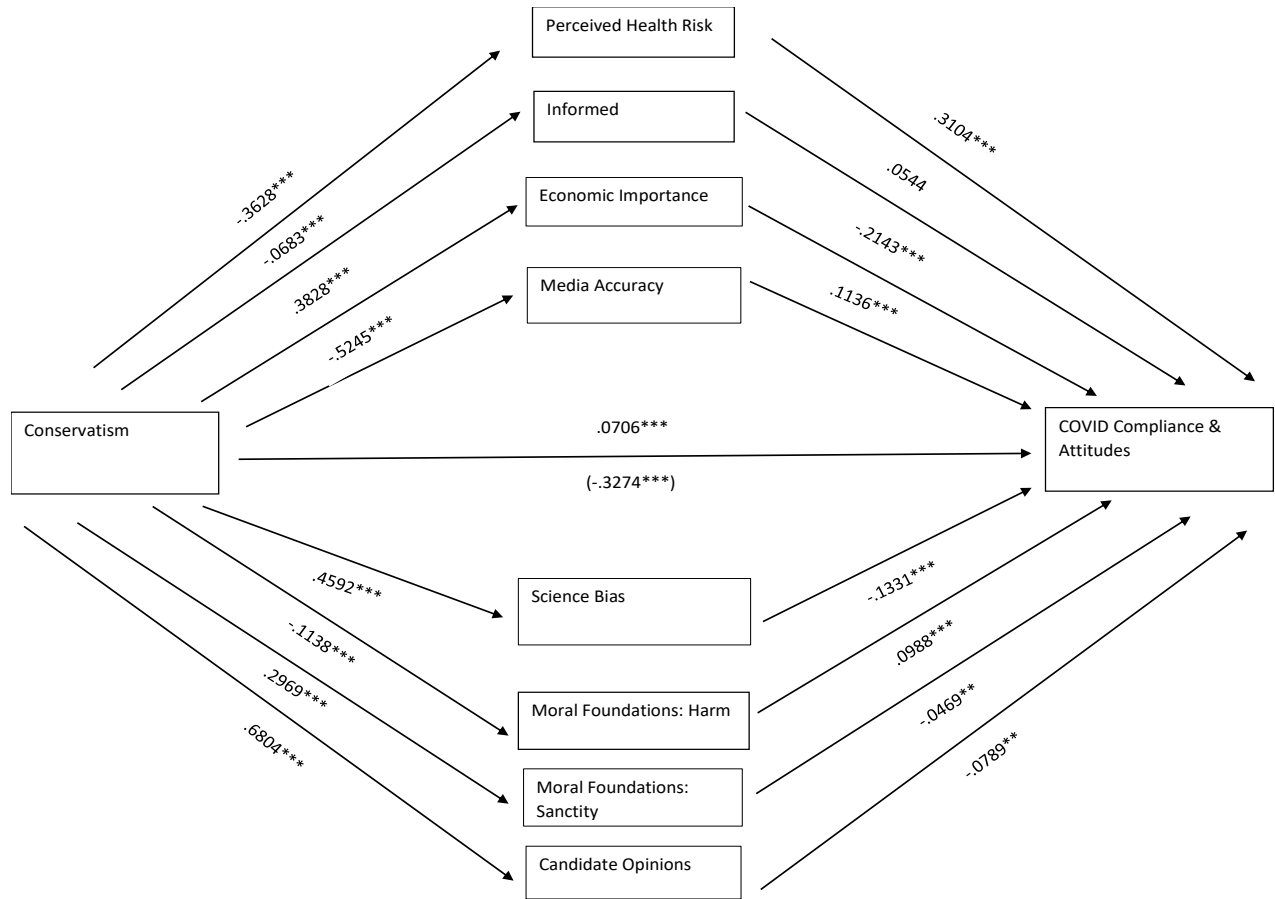 Perceived Health Risk
Informed
Economic Importance
Media Accuracy
-.3628***
-.0683***
.3828***
-.5245***
.3104***
.0544
-.2143***
.1136***
Conservatism
.0706***
(-.3274***)
COVID Compliance &
Attitudes
.4592***
-.1138***
.2969***
.6804***
Science Bias
Moral Foundations: Harm
Moral Foundations:
Sanctity
Candidate Opinions
-.1331***
.0988***
-.0469**
-.0789**